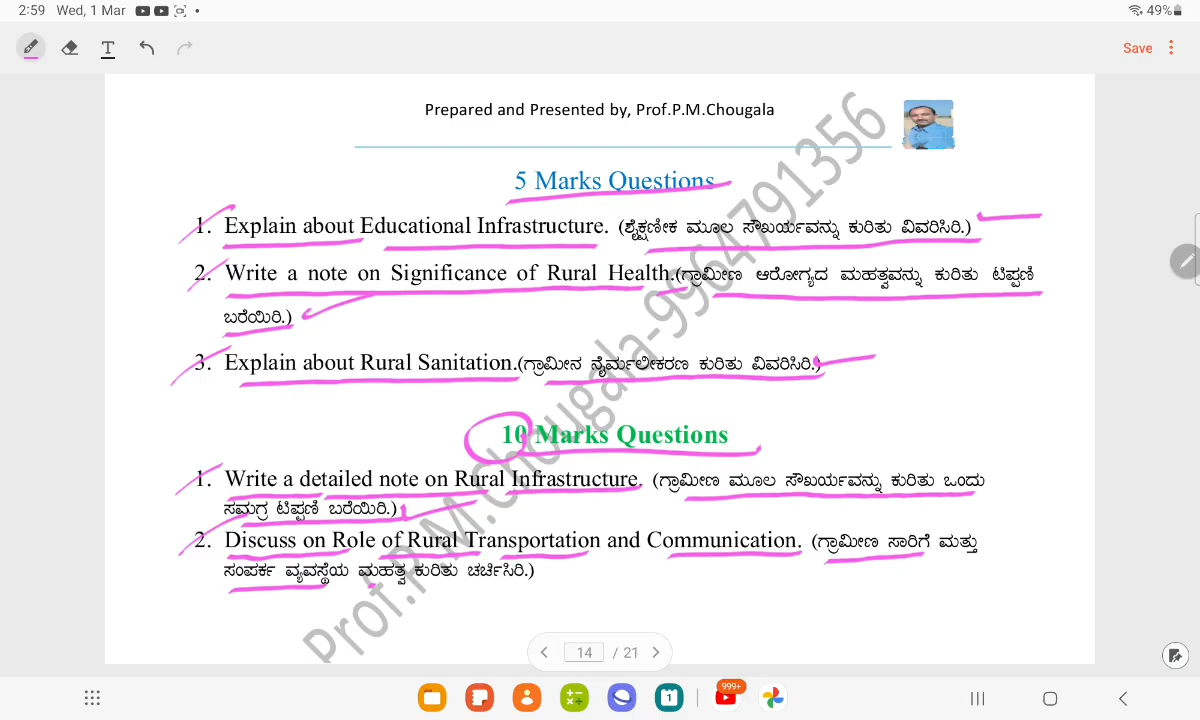 2:59 Wed, 1 Mar 49%
Save
Prepared and Presented by, Prof.P.M.Chougala
5 Marks Questions
1. Explain about Educational Infrastructure. (ಶೈಕ್ಷಣೀಕ ಮೂಲ ಸೌಖರ್ಯವನ್ನು ಕುರಿತು ವಿವರಿಸಿರಿ.)
2. Write a note on Significance of Rural Health.(ಗ್ರಾಮೀಣ ಆರೋಗ್ಯದ ಮಹತ್ವವನ್ನು ಕುರಿತು ಟಿಪ್ಪಣಿ
ಬರೆಯಿರಿ.)
3. Explain about Rural Sanitation.(ಗ್ರಾಮೀನ ನೈರ್ಮಲೀಕರಣ ಕುರಿತು ವಿವರಿಸಿರಿ.)
10 Marks Questions
1. Write a detailed note on Rural Infrastructure. (ಗ್ರಾಮೀಣ ಮೂಲ ಸೌಖರ್ಯವನ್ನು ಕುರಿತು ಒಂದು
ಸಮಗ್ರ ಟಿಪ್ಪಣಿ ಬರೆಯಿರಿ.)
2. Discuss on Role of Rural Transportation and Communication. (ಗ್ರಾಮೀಣ ಸಾರಿಗೆ ಮತ್ತು
ಸಂಪರ್ಕ ವ್ಯವಸ್ಥೆಯ ಮಹತ್ವ ಕುರಿತು ಚರ್ಚಿಸಿರಿ.)
Prof.P.M.Chougala-9964791356
14 / 21
1
999+